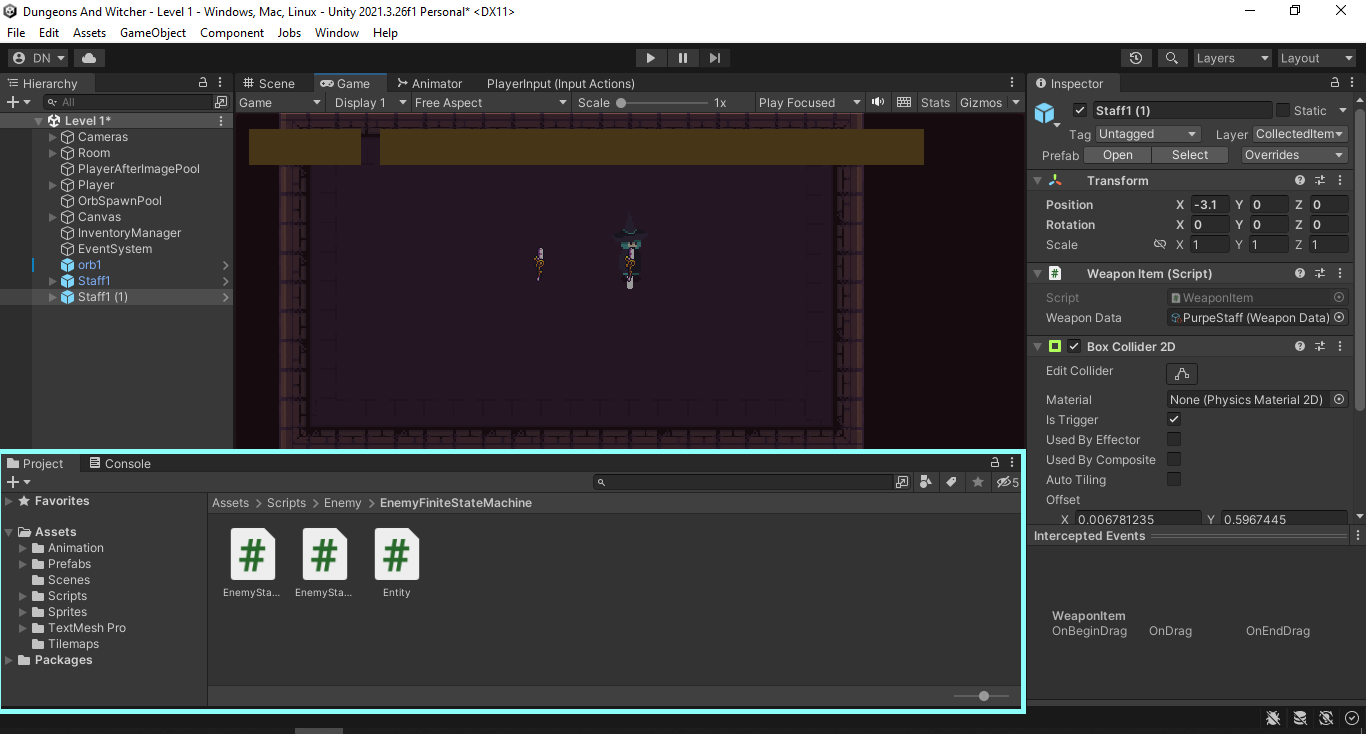 Dungeons And Witcher - Level 1 - Windows, Mac, Linux - Unity 2021.3.26f1 Personal* <DX11>
File Edit Assets GameObject Component Jobs Window Help
DN Layers Layout
Hierarchy
All
Level 1*
Cameras
Room
PlayerAfterImagePool
Player
OrbSpawnPool
Canvas
InventoryManager
EventSystem
orb1
Staff1
Staff1 (1)
Scene Game Animator PlayerInput (Input Actions)
Game Display 1 Free Aspect Scale 1x Play Focused Stats Gizmos
Inspector
Staff1 (1) Static
Tag Untagged Layer CollectedItem
Prefab Open Select Overrides
Transform
Position X -3.1 Y 0 Z 0
Rotation X 0 Y 0 Z 0
Scale X 1 Y 1 Z 1
# Weapon Item (Script)
Script # WeaponItem
Weapon Data PurpeStaff (Weapon Data)
Box Collider 2D
Edit Collider
Material None (Physics Material 2D)
Is Trigger
Used By Effector
Used By Composite
Auto Tiling
Offset
X 0.006781235 Y 0.5967445
Intercepted Events
WeaponItem
OnBeginDrag OnDrag OnEndDrag
Project Console
5
Favorites
Assets
Animation
Prefabs
Scenes
Scripts
Sprites
TextMesh Pro
Tilemaps
Packages
Assets > Scripts > Enemy > EnemyFiniteStateMachine
# # #
EnemySta... EnemySta... Entity